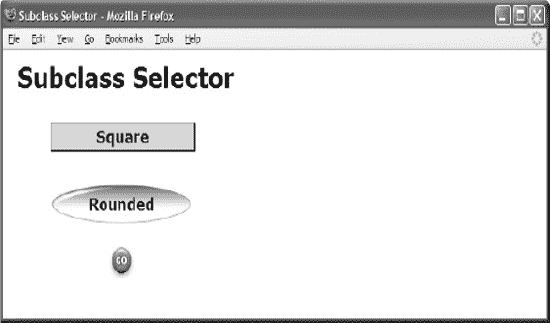 Subclass Selector - Mozilla Firefox
File Edit View Go Bookmarks Tools Help
Subclass Selector
Square
Rounded
GO